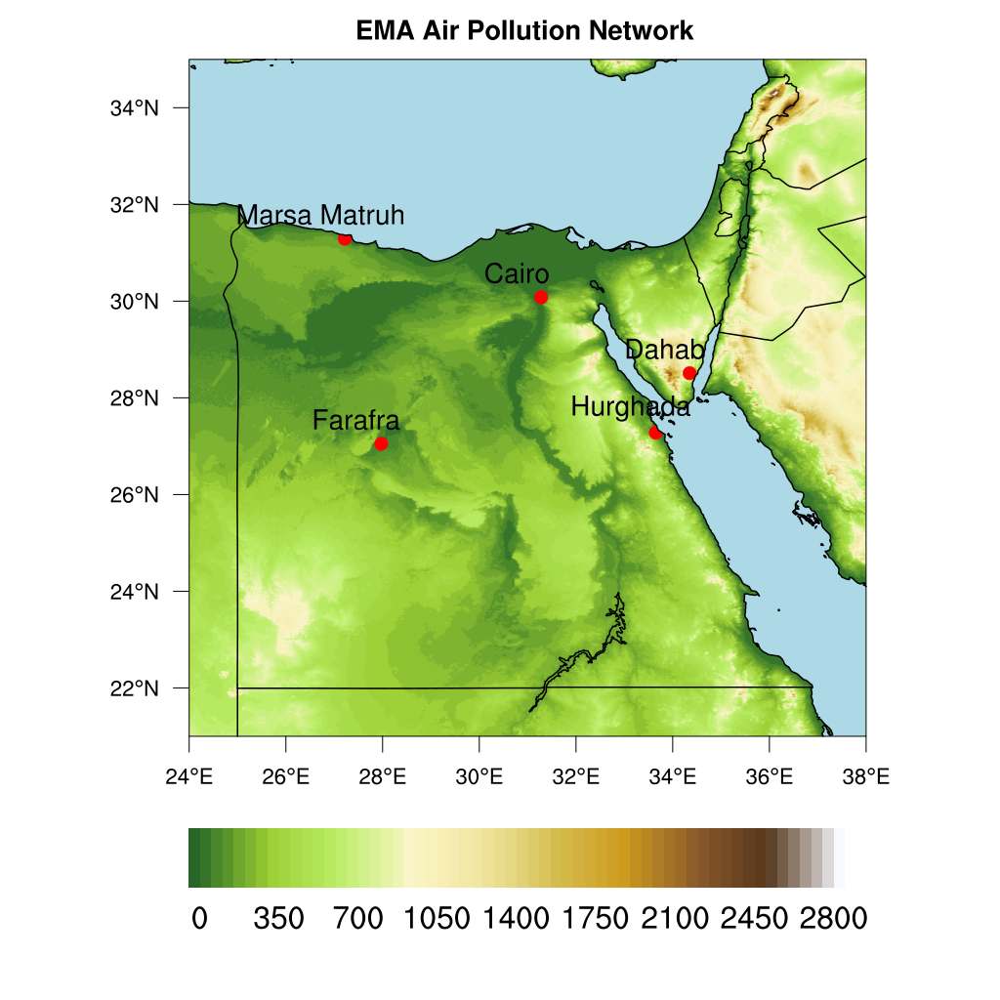 EMA Air Pollution Network
34°N
32°N
30°N
28°N
26°N
24°N
22°N
Marsa Matruh
Cairo
Dahab
Hurghada
Farafra
24°E 26°E 28°E 30°E 32°E 34°E 36°E 38°E
0 350 700 1050 1400 1750 2100 2450 2800